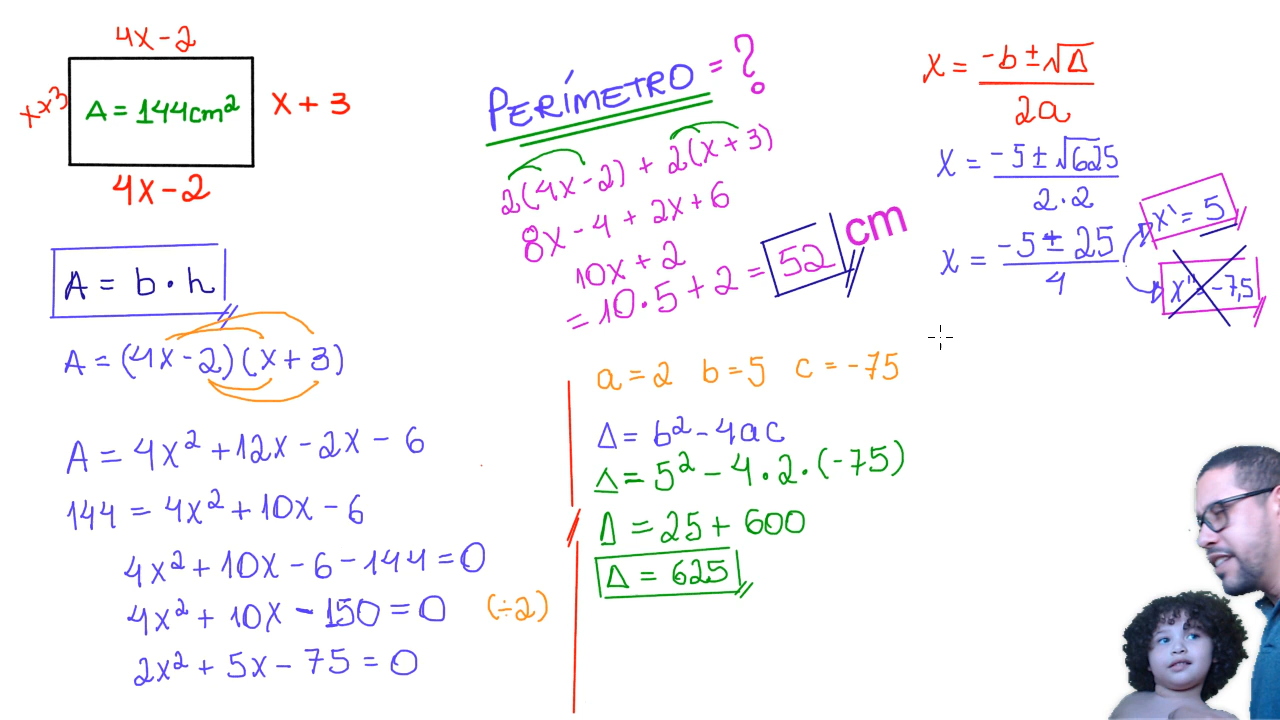 4x - 2
x x 3
A = 144cm²
x + 3
4x - 2
A = b · h
A = (4x - 2)(x + 3)
A = 4x² + 12x - 2x - 6
144 = 4x² + 10x - 6
4x² + 10x - 6 - 144 = 0
4x² + 10x - 150 = 0 (÷2)
2x² + 5x - 75 = 0
PERÍMETRO = ?
2(4x - 2) + 2(x + 3)
8x - 4 + 2x + 6
10x + 2
= 10 · 5 + 2 = 52 cm
a = 2 b = 5 c = -75
Δ = b² - 4ac
Δ = 5² - 4 · 2 · (-75)
Δ = 25 + 600
Δ = 625
x = -b ± √Δ / 2a
x = -5 ± √625 / 2 · 2
x = -5 ± 25 / 4
x' = 5
x'' = -7,5